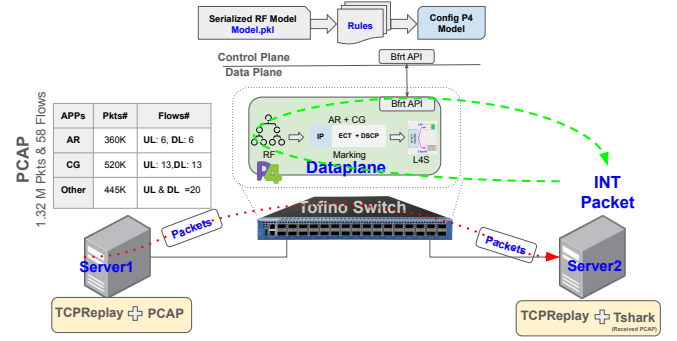 Serialized RF Model
Model.pkl
Rules
Config P4
Model
Control Plane
Bfrt API
Data Plane
Bfrt API
PCAP
1.32 M Pkts & 58 Flows
APPs Pkts# Flows#
AR 360K UL: 6, DL: 6
CG 520K UL: 13,DL: 13
Other 445K UL & DL =20
AR + CG
IP ECT + DSCP
RF
Marking
L4S
P4
Dataplane
INT
Packet
Tofino Switch
Packets
Packets
Server1
Server2
TCPReplay PCAP
TCPReplay Tshark
(Received PCAP)